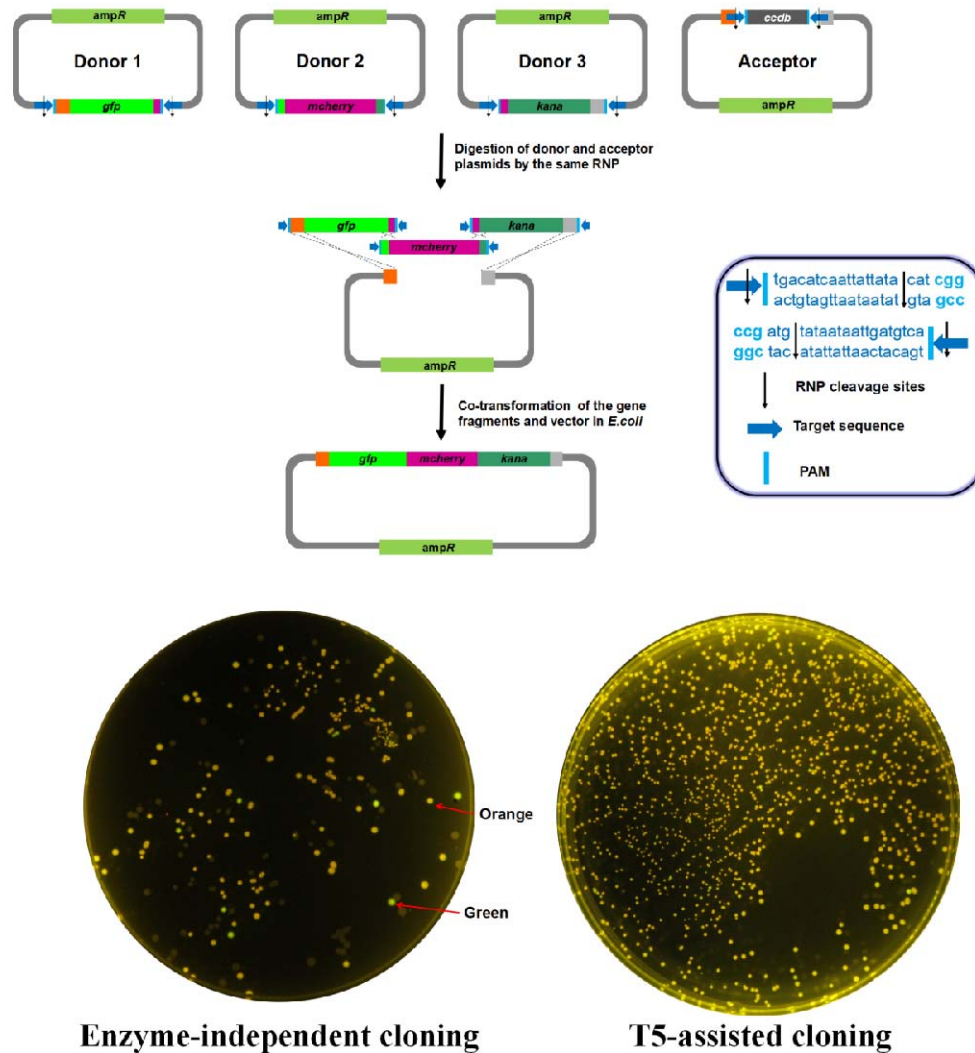 ampR
ampR
ampR
ccdb
Donor 1
Donor 2
Donor 3
Acceptor
gfp
mcherry
kana
ampR
Digestion of donor and acceptor
plasmids by the same RNP
gfp
kana
mcherry
ampR
Co-transformation of the gene
fragments and vector in E.coli
gfp
mcherry
kana
ampR
tgacatcaattattata cat cgg
actgtagttaataatat gta gcc
ccg atg tataataattgatgtca
ggc tac atattattaactacagt
RNP cleavage sites
Target sequence
PAM
Orange
Green
Enzyme-independent cloning
T5-assisted cloning